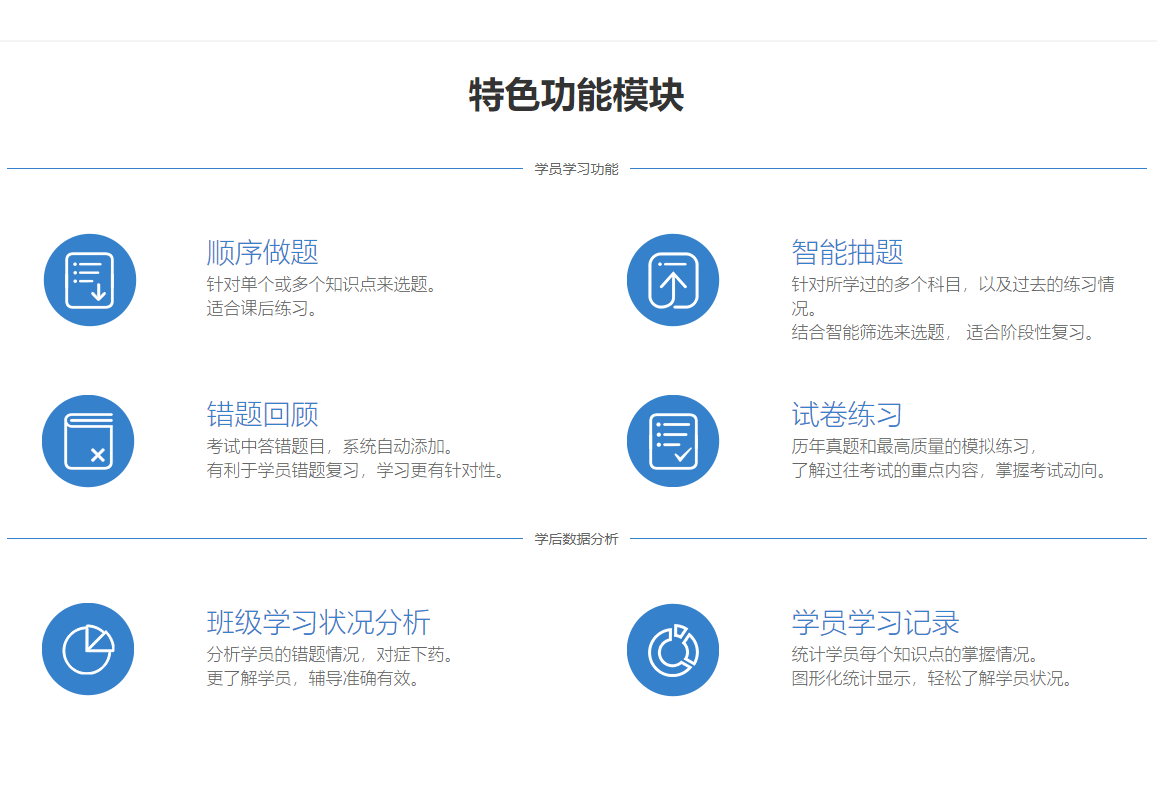 特色功能模块
学员学习功能
顺序做题
针对单个或多个知识点来选题。
适合课后练习。
智能抽题
针对所学过的多个科目，以及过去的练习情
况。
结合智能筛选来选题， 适合阶段性复习。
错题回顾
考试中答错题目，系统自动添加。
有利于学员错题复习，学习更有针对性。
试卷练习
历年真题和最高质量的模拟练习，
了解过往考试的重点内容，掌握考试动向。
学后数据分析
班级学习状况分析
分析学员的错题情况，对症下药。
更了解学员，辅导准确有效。
学员学习记录
统计学员每个知识点的掌握情况。
图形化统计显示，轻松了解学员状况。